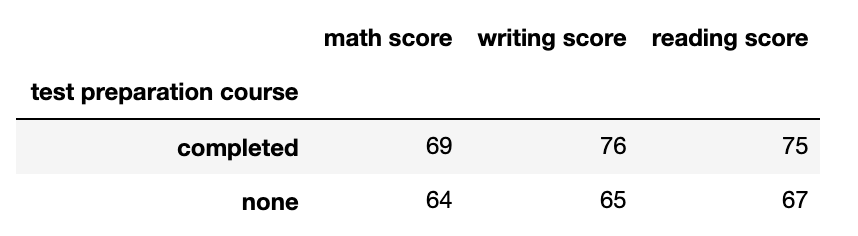 math score writing score reading score
test preparation course
completed 69 76 75
none 64 65 67